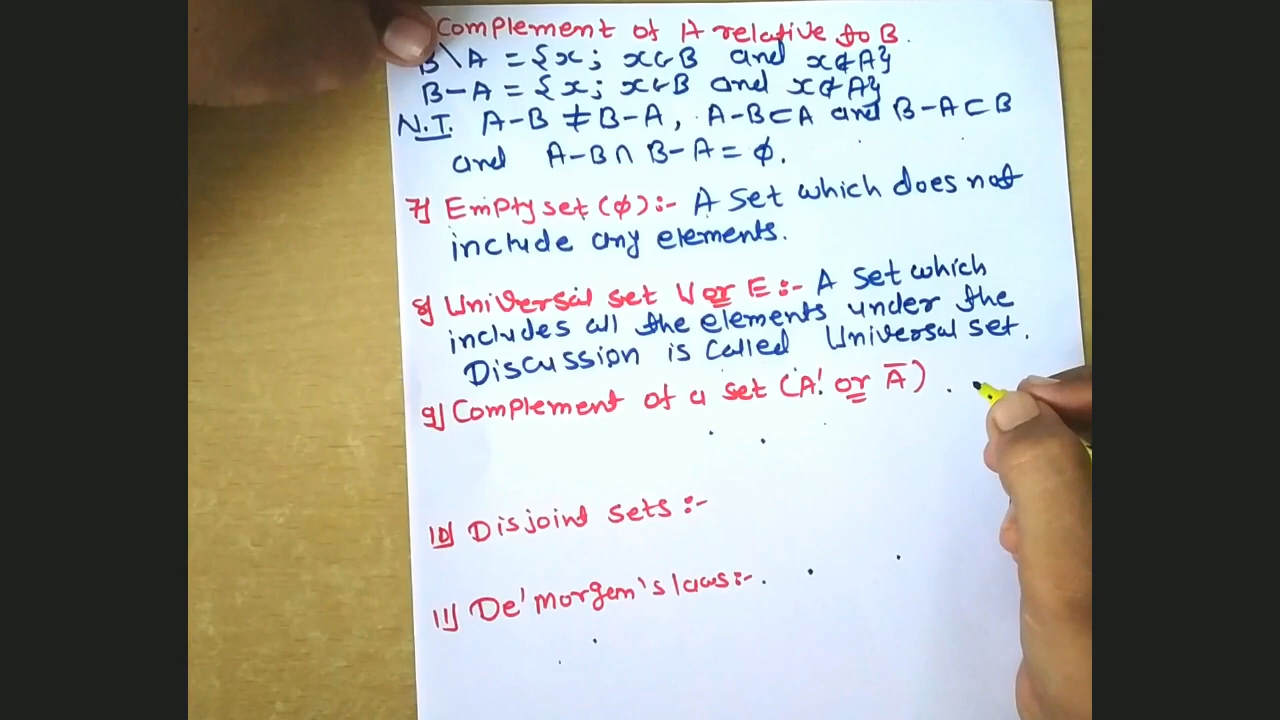 Complement of A relative to B.
B\A = {x; x∈B and x∉A}
B-A = {x; x∈B and x∉A}
N.T. A-B ≠ B-A, A-B⊂A and B-A⊂B
and A-B∩B-A = ϕ.
7) Empty set (ϕ):- A Set which does not
include any elements.
8) Universal set U or E:- A Set which
includes all the elements under the
Discussion is called Universal set.
9) Complement of a set (A' or Ā).
10) Disjoint sets:-
11) De'morgen's laws:-.